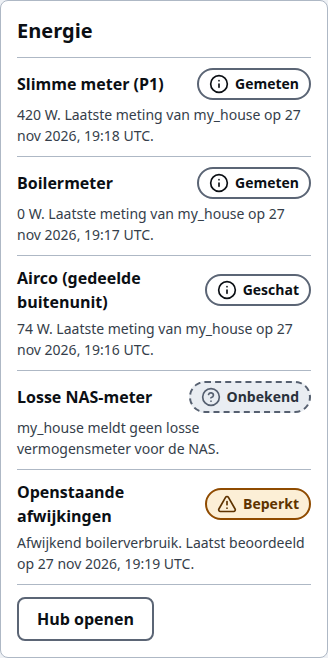 Energie
Slimme meter (P1)
Gemeten
420 W. Laatste meting van my_house op 27
nov 2026, 19:18 UTC.
Boilermeter
Gemeten
0 W. Laatste meting van my_house op 27
nov 2026, 19:17 UTC.
Airco (gedeelde
buitenunit)
Geschat
74 W. Laatste meting van my_house op 27
nov 2026, 19:16 UTC.
Losse NAS-meter
Onbekend
my_house meldt geen losse
vermogensmeter voor de NAS.
Openstaande
afwijkingen
Beperkt
Afwijkend boilerverbruik. Laatst beoordeeld
op 27 nov 2026, 19:19 UTC.
Hub openen